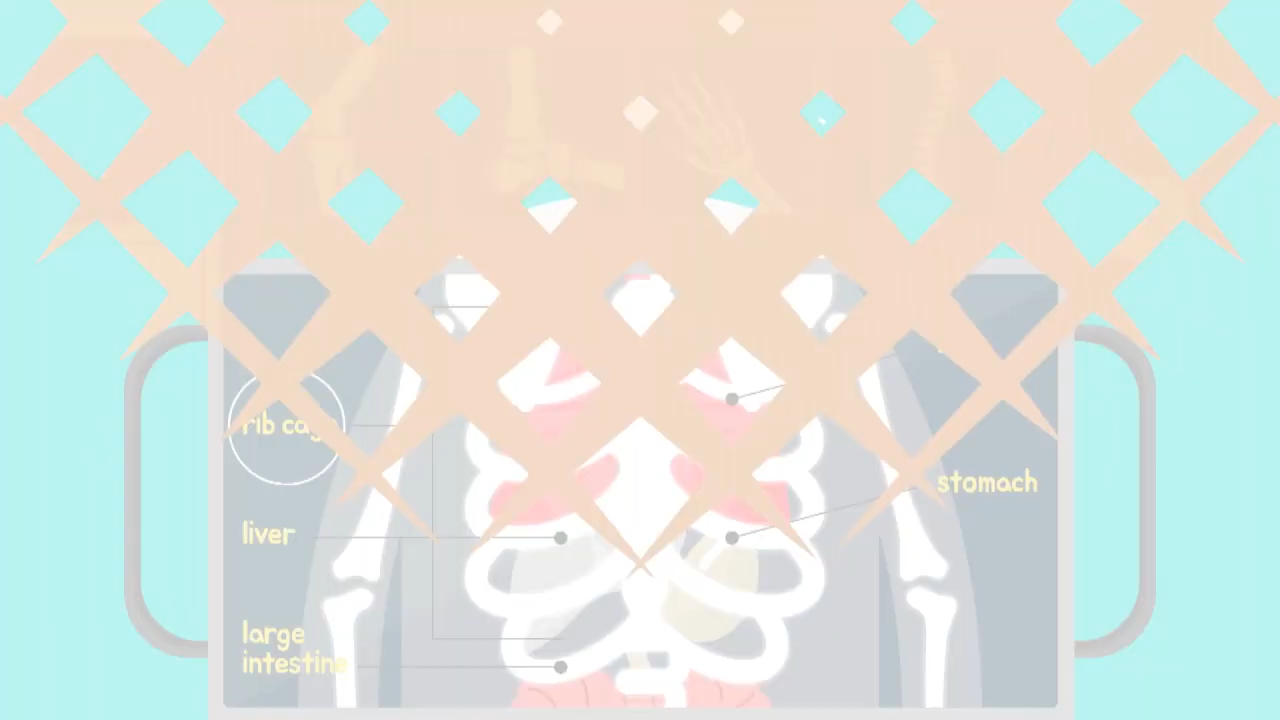 rib cage
liver
large
intestine
stomach